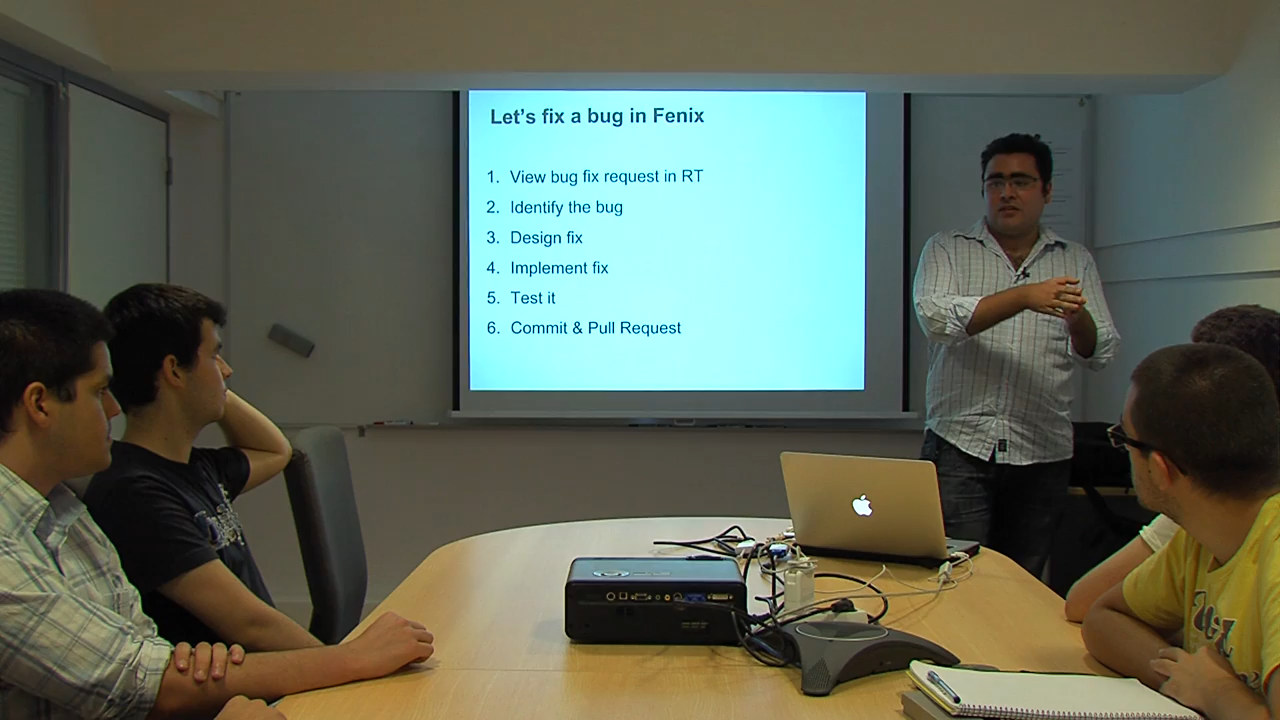 Let's fix a bug in Fenix
1. View bug fix request in RT
2. Identify the bug
3. Design fix
4. Implement fix
5. Test it
6. Commit & Pull Request